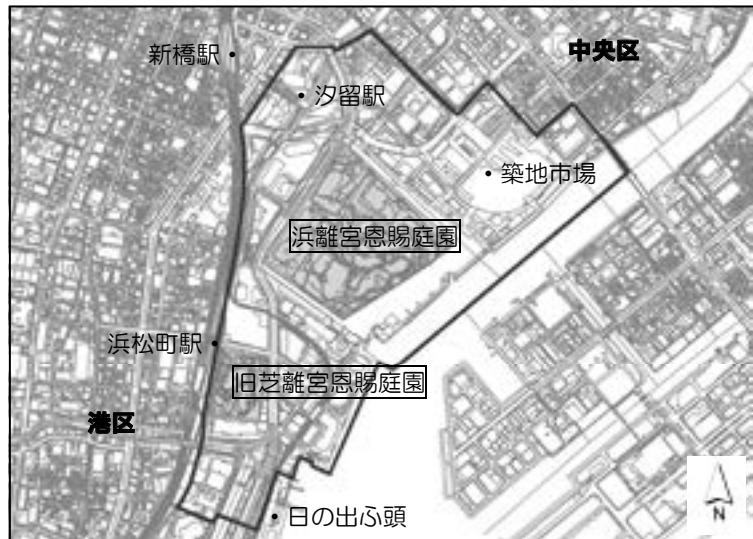 新橋駅
中央区
汐留駅
築地市場
浜離宮恩賜庭園
浜松町駅
旧芝離宮恩賜庭園
港区
日の出ふ頭
N